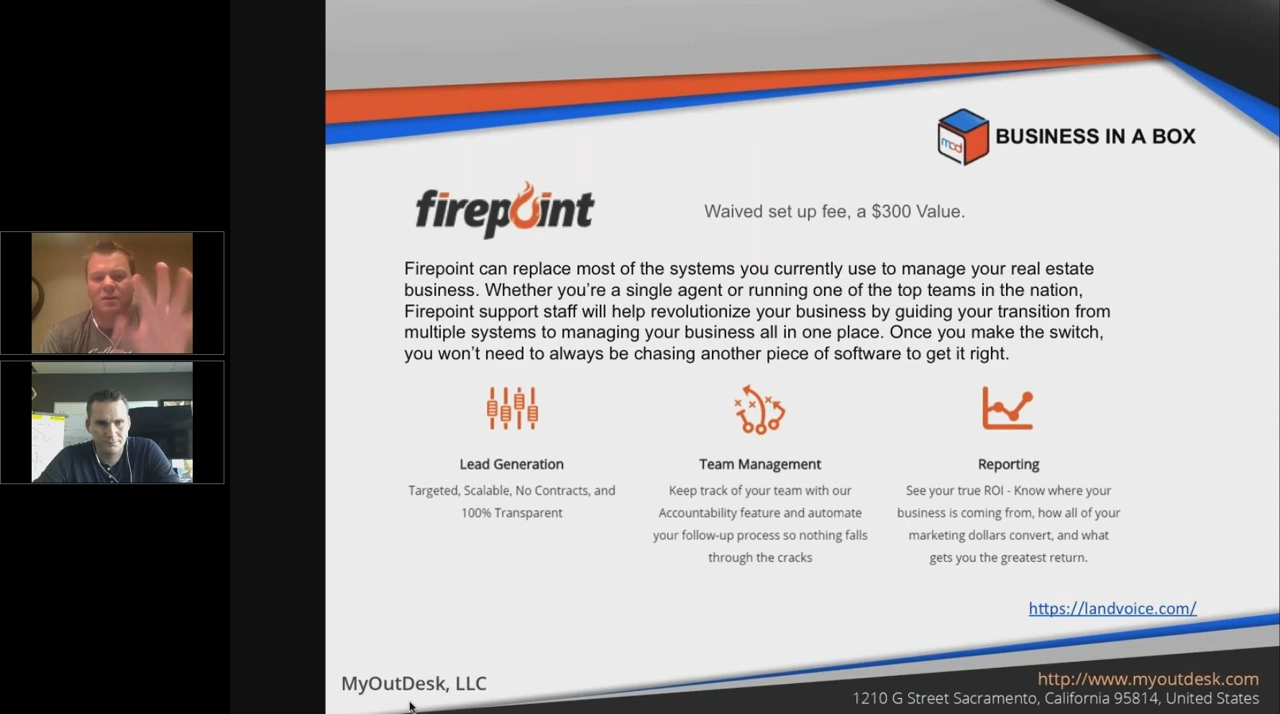 mod
BUSINESS IN A BOX
firepoint
Waived set up fee, a $300 Value.
Firepoint can replace most of the systems you currently use to manage your real estate
business. Whether you're a single agent or running one of the top teams in the nation,
Firepoint support staff will help revolutionize your business by guiding your transition from
multiple systems to managing your business all in one place. Once you make the switch,
you won't need to always be chasing another piece of software to get it right.
Lead Generation
Targeted, Scalable, No Contracts, and
100% Transparent
Team Management
Keep track of your team with our
Accountability feature and automate
your follow-up process so nothing falls
through the cracks
Reporting
See your true ROI - Know where your
business is coming from, how all of your
marketing dollars convert, and what
gets you the greatest return.
https://landvoice.com/
MyOutDesk, LLC
http://www.myoutdesk.com
1210 G Street Sacramento, California 95814, United States